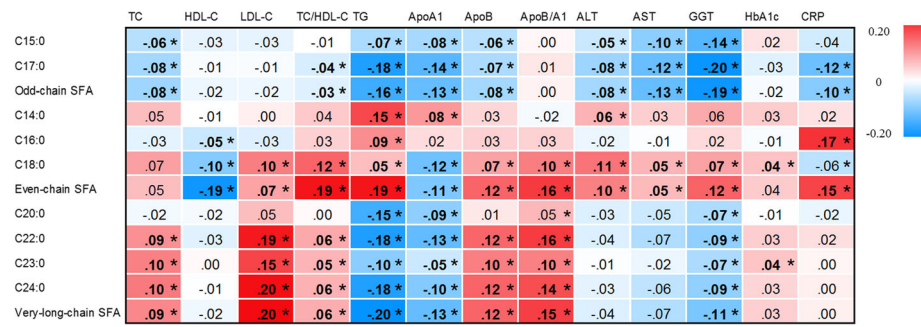 TC HDL-C LDL-C TC/HDL-C TG ApoA1 ApoB ApoB/A1 ALT AST GGT HbA1c CRP
C15:0 -.06 * -.03 -.03 -.01 -.07 * -.08 * -.06 * .00 -.05 * -.10 * -.14 * .02 -.04
C17:0 -.08 * -.01 -.01 -.04 * -.18 * -.14 * -.07 * .01 -.08 * -.12 * -.20 * -.03 -.12 *
Odd-chain SFA -.08 * -.02 -.02 -.03 * -.16 * -.13 * -.08 * .00 -.08 * -.13 * -.19 * -.02 -.10 *
C14:0 .05 -.01 .00 .04 .15 * .08 * .03 -.02 .06 * .03 .06 .03 .02
C16:0 -.03 -.05 * -.03 .03 .09 * .02 .03 .03 -.02 -.01 .02 -.01 .17 *
C18:0 .07 -.10 * .10 * .12 * .05 * -.12 * .07 * .10 * .11 * .05 * .07 * .04 * -.06 *
Even-chain SFA .05 -.19 * .07 * .19 * .19 * -.11 * .12 * .16 * .10 * .05 * .12 * .04 .15 *
C20:0 -.02 -.02 .05 .00 -.15 * -.09 * .01 .05 * -.03 -.05 -.07 * -.01 -.02
C22:0 .09 * -.03 .19 * .06 * -.18 * -.13 * .12 * .16 * -.04 -.07 -.09 * .03 .02
C23:0 .10 * .00 .15 * .05 * -.10 * -.05 * .10 * .10 * -.01 -.02 -.07 * .04 * .00
C24:0 .10 * -.01 .20 * .06 * -.18 * -.10 * .12 * .14 * -.03 -.06 -.09 * .03 .00
Very-long-chain SFA .09 * -.02 .20 * .06 * -.20 * -.13 * .12 * .15 * -.04 -.07 -.11 * .03 .00
0.20
0
-0.20